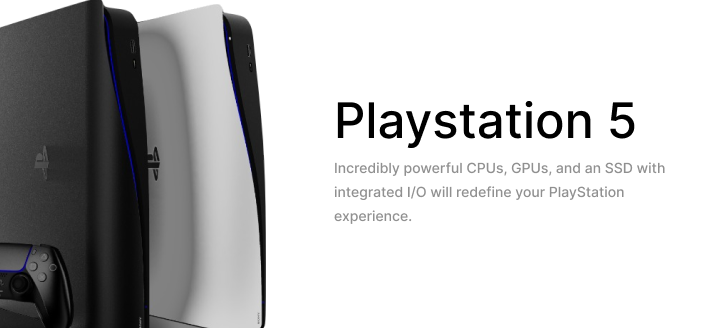 Playstation 5
Incredibly powerful CPUs, GPUs, and an SSD with
integrated I/O will redefine your PlayStation
experience.